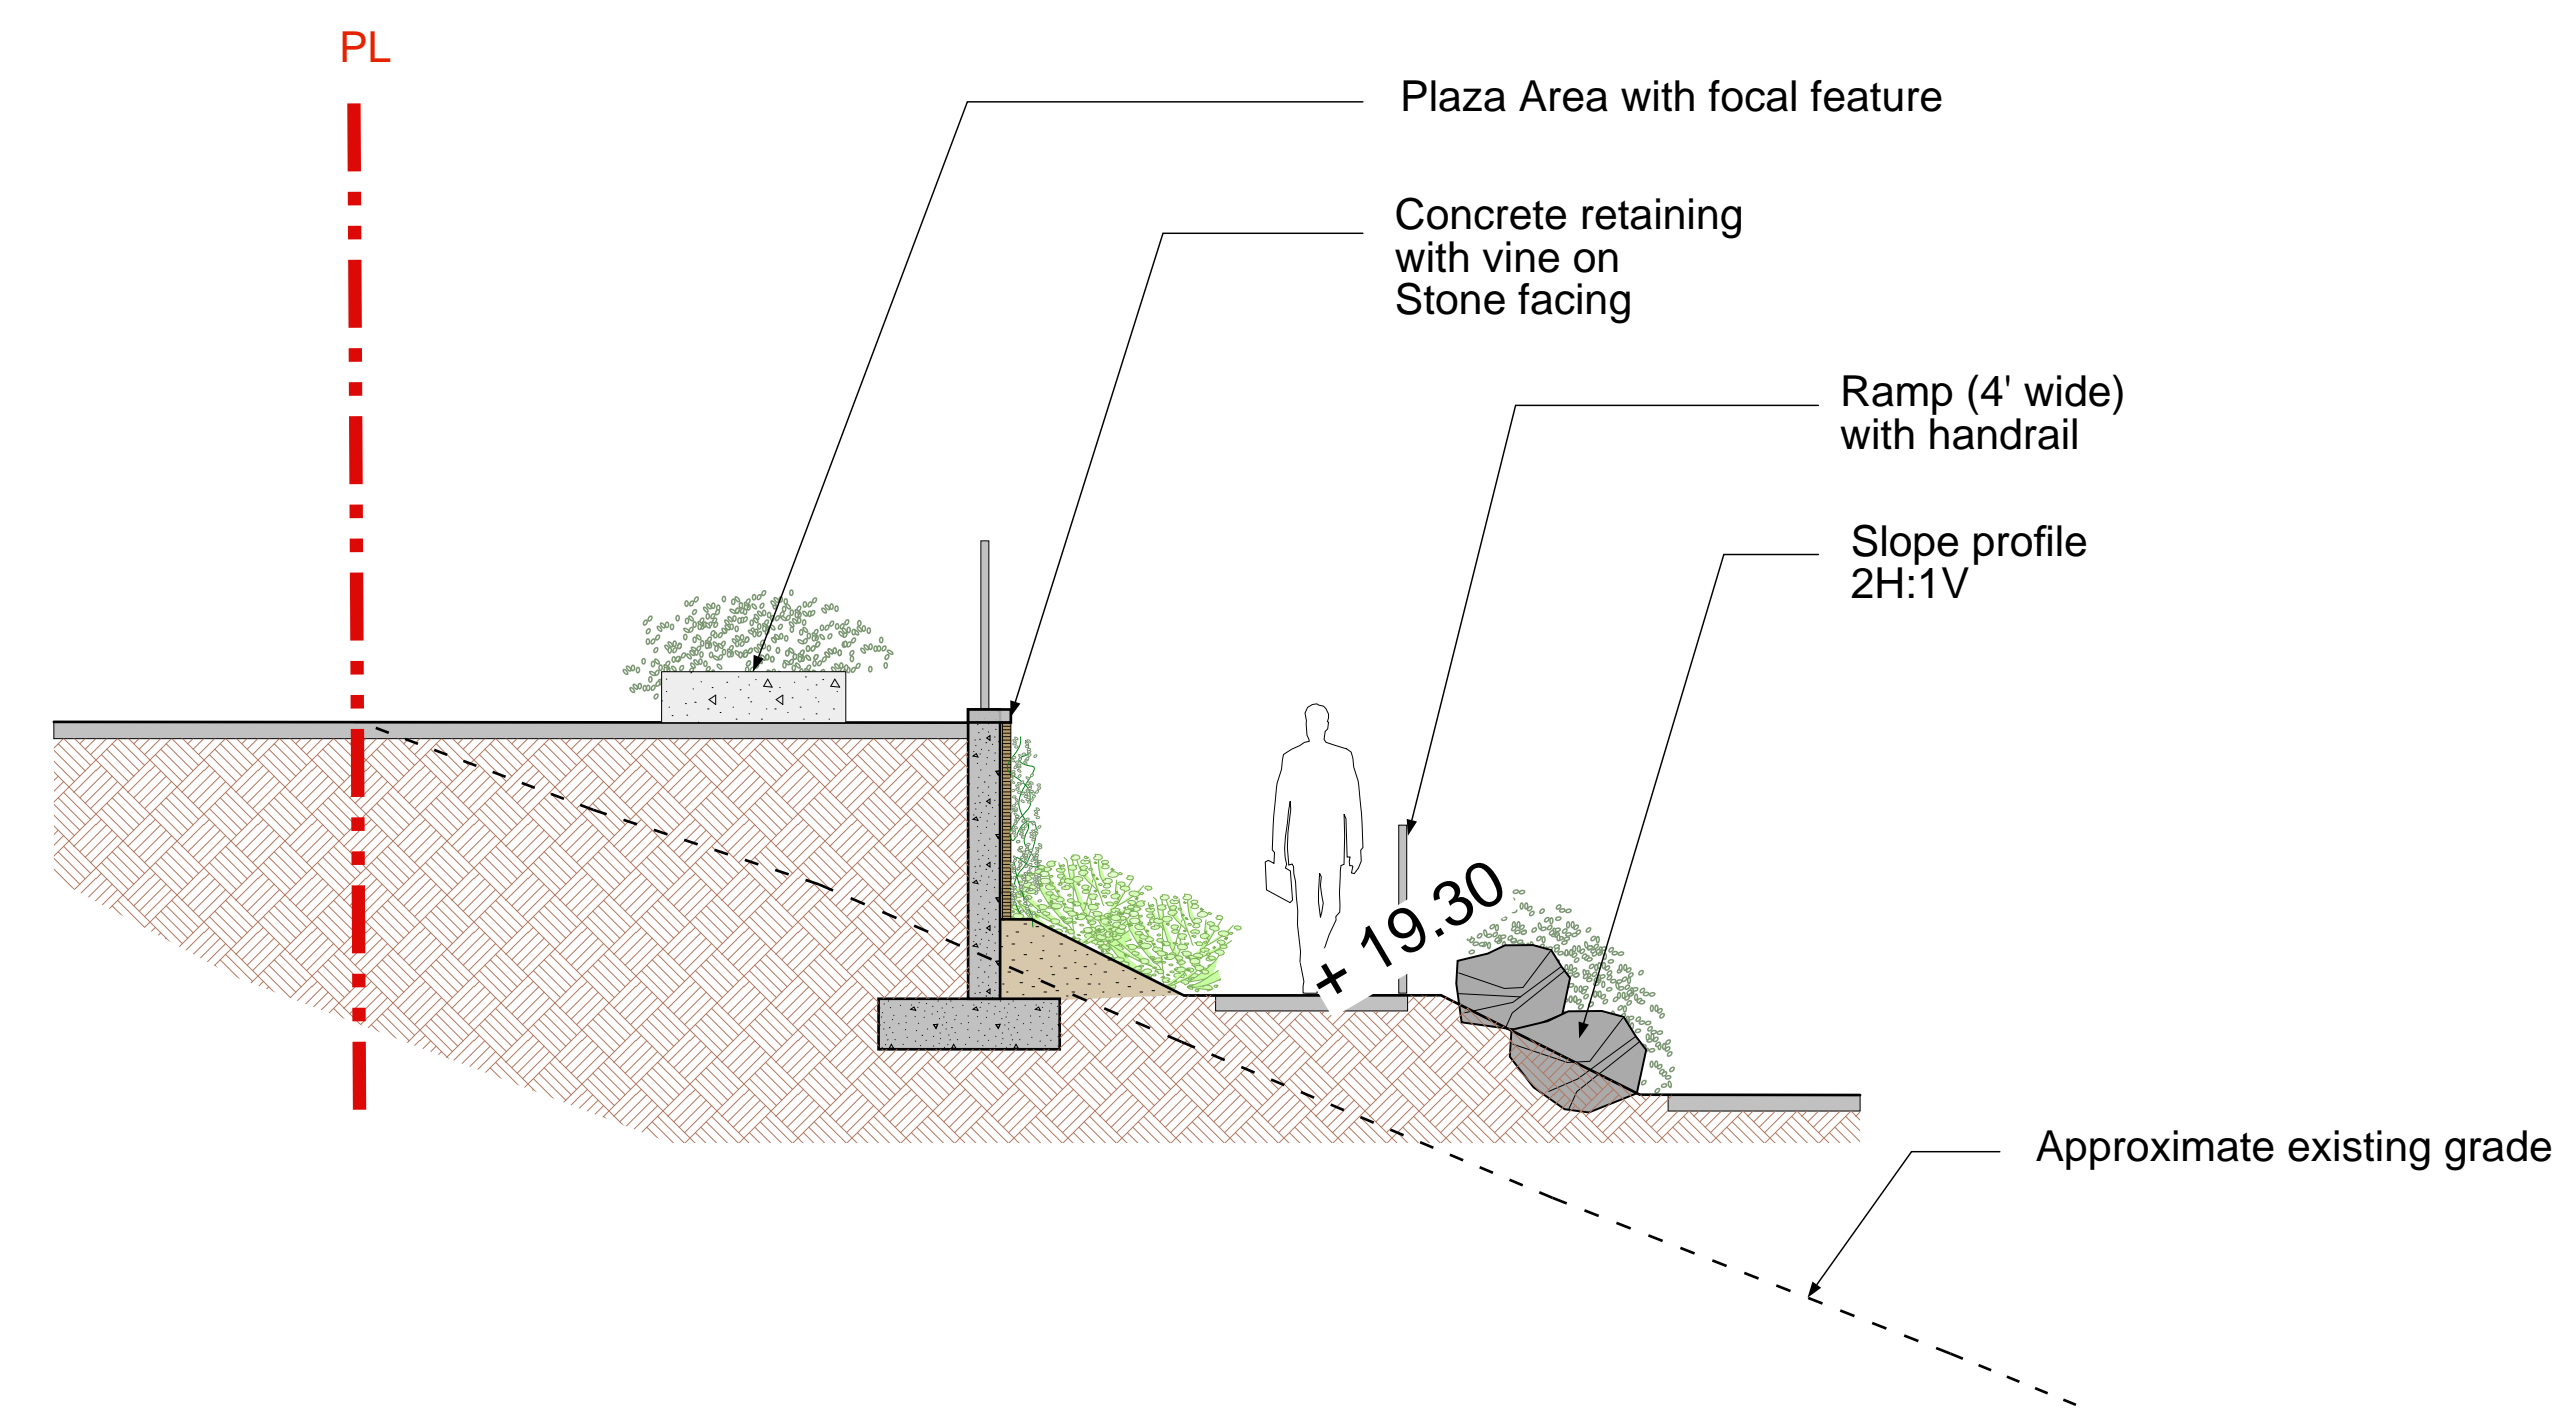 PL
Plaza Area with focal feature
Concrete retaining
with vine on
Stone facing
Ramp (4' wide)
with handrail
Slope profile
2H:1V
+ 19.30
Approximate existing grade